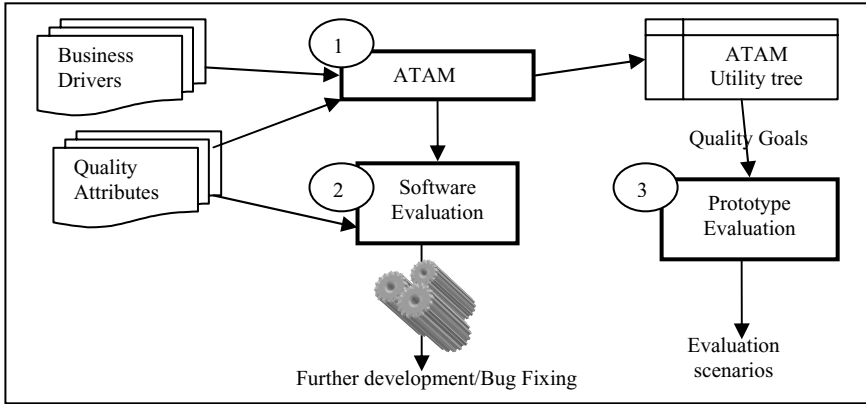 Business
Drivers
1
ATAM
ATAM
Utility tree
Quality
Attributes
2
Software
Evaluation
Quality Goals
3
Prototype
Evaluation
Further development/Bug Fixing
Evaluation
scenarios